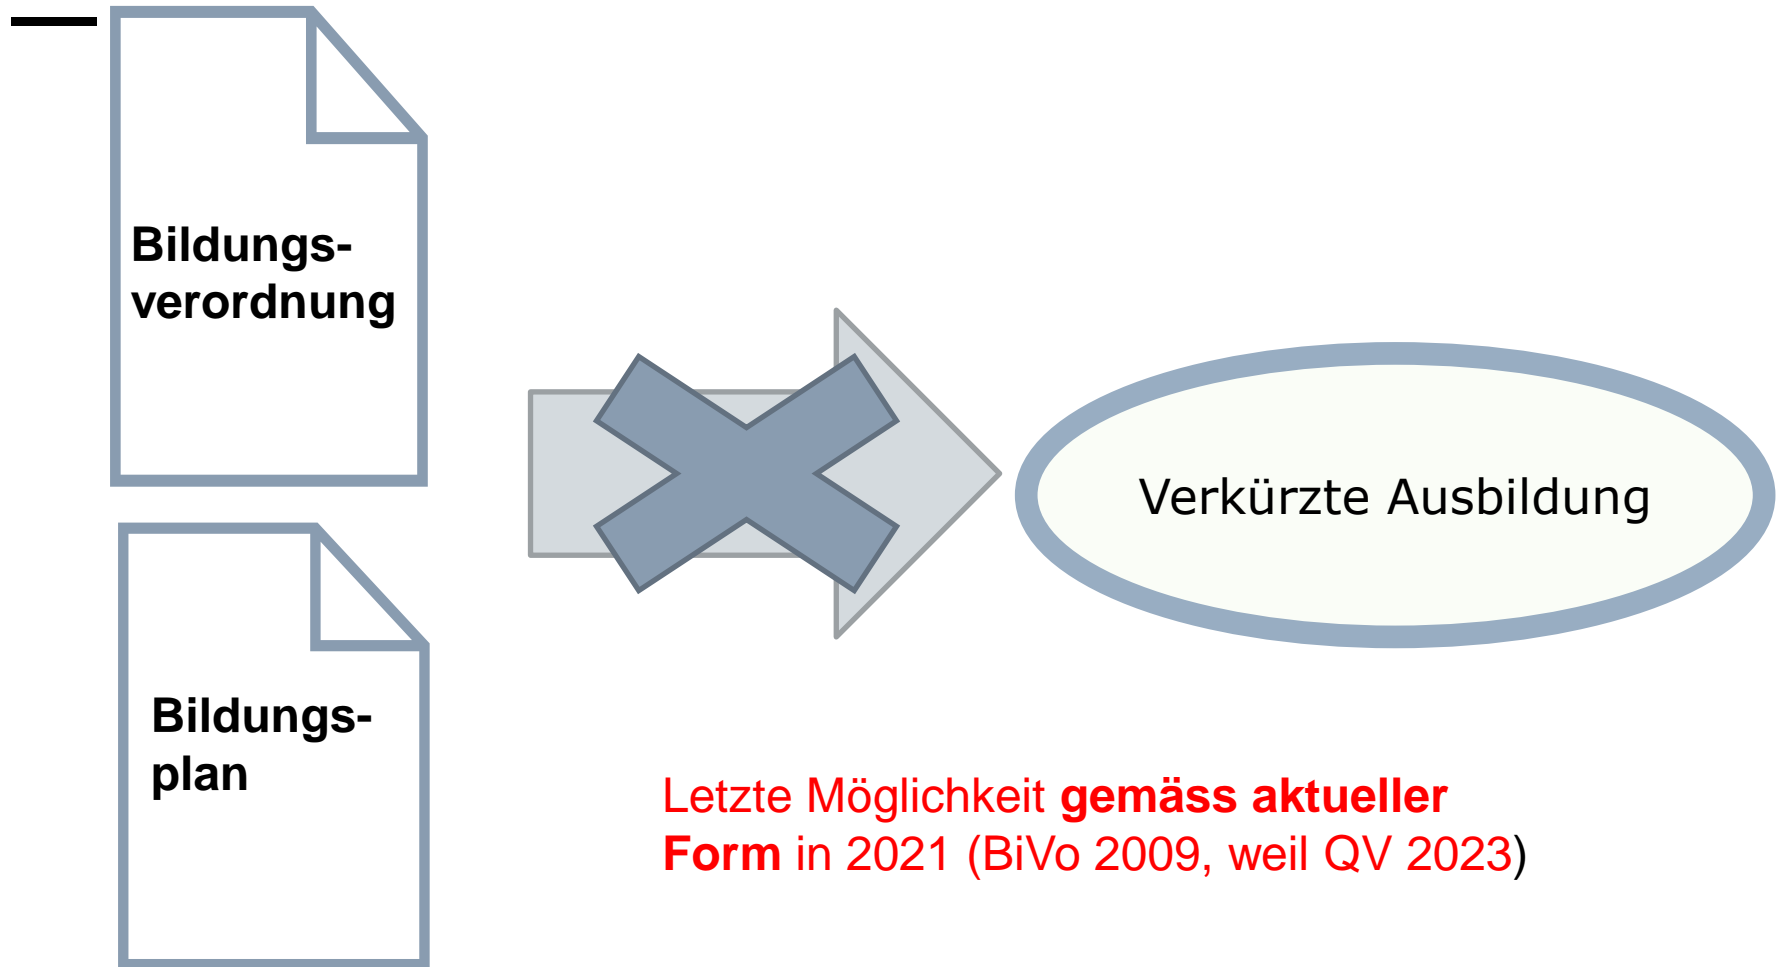 Bildungs-
verordnung
Verkürzte Ausbildung
Bildungs-
plan
Letzte Möglichkeit gemäss aktueller
Form in 2021 (BiVo 2009, weil QV 2023)